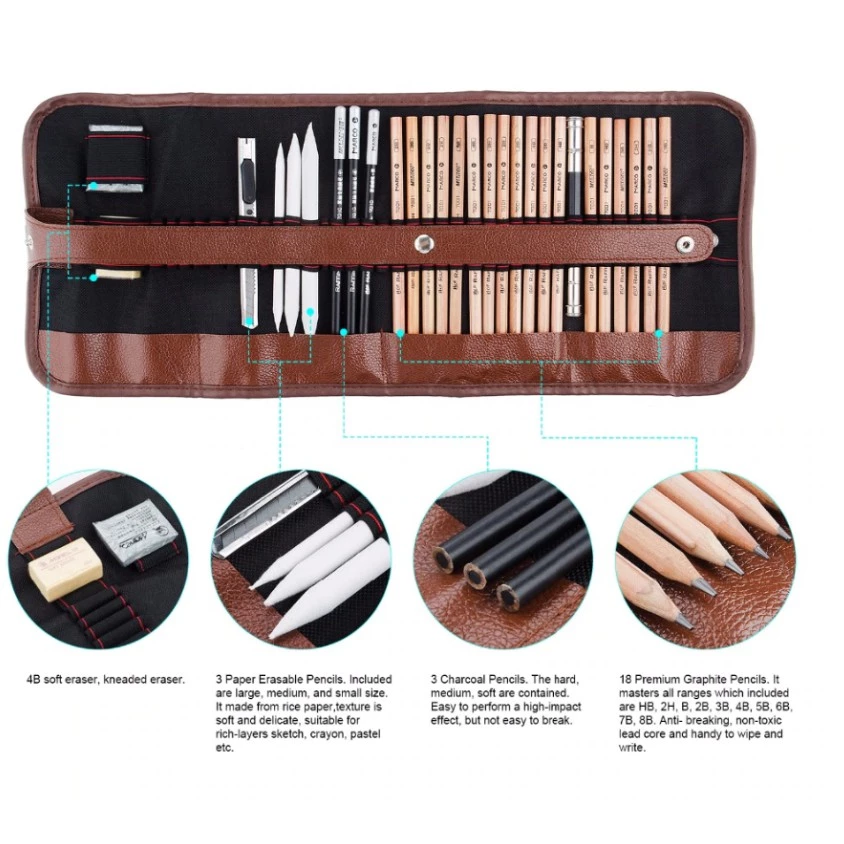 MARCO
MARCO
MARCO
MARCO
4B soft eraser, kneaded eraser.
3 Paper Erasable Pencils. Included
are large, medium, and small size.
It made from rice paper,texture is
soft and delicate, suitable for
rich-layers sketch, crayon, pastel
etc.
3 Charcoal Pencils. The hard,
medium, soft are contained.
Easy to perform a high-impact
effect, but not easy to break.
18 Premium Graphite Pencils. It
masters all ranges which included
are HB, 2H, B, 2B, 3B, 4B, 5B, 6B,
7B, 8B. Anti- breaking, non-toxic
lead core and handy to wipe and
write.